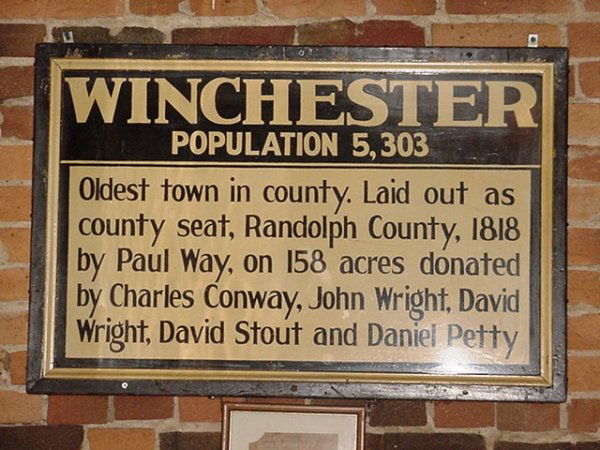 WINCHESTER
POPULATION 5,303
Oldest town in county. Laid out as
county seat, Randolph County, 1818
by Paul Way, on 158 acres donated
by Charles Conway, John Wright, David
Wright, David Stout and Daniel Petty